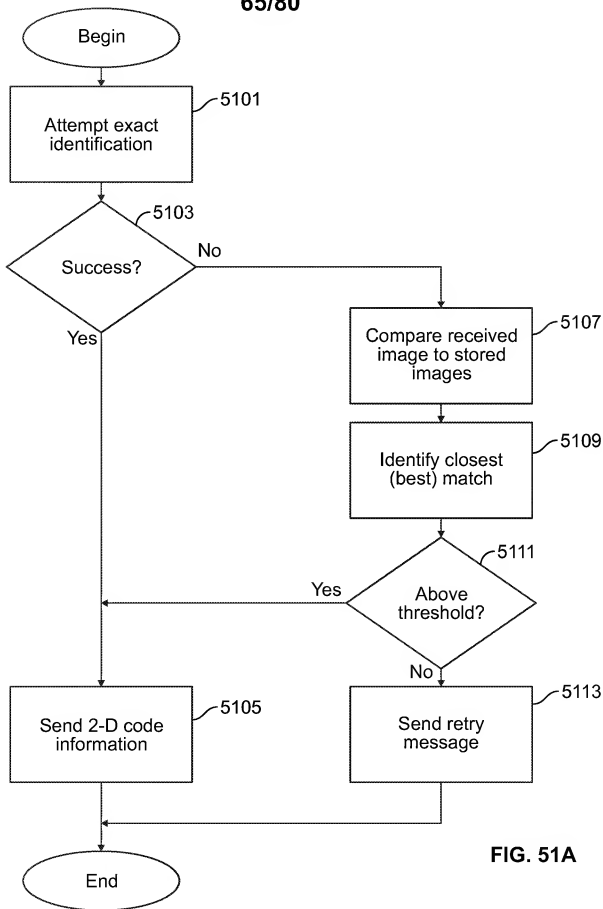 65/80
Begin
5101
Attempt exact
identification
5103
Success?
No
Yes
5107
Compare received
image to stored
images
5109
Identify closest
(best) match
5111
Above
threshold?
Yes
No
5105
Send 2-D code
information
5113
Send retry
message
End
FIG. 51A